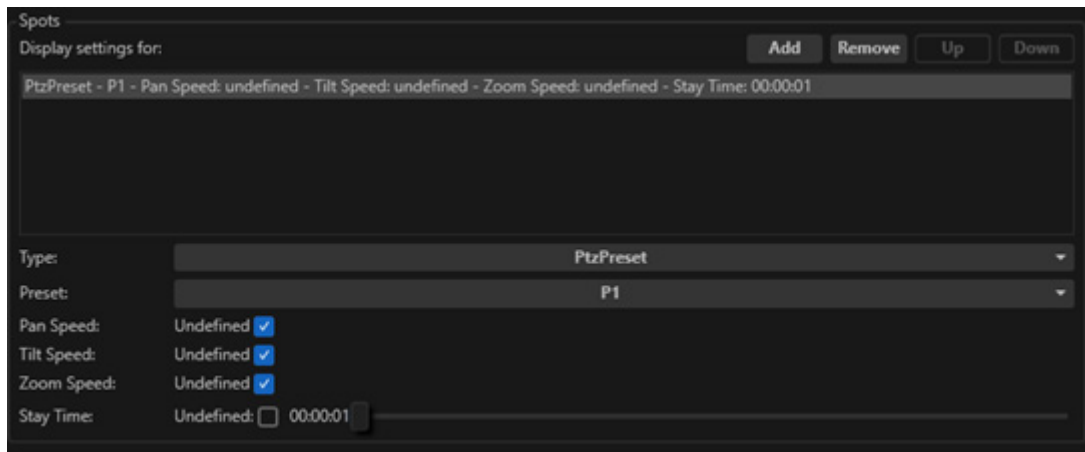 Spots
Display settings for: Add Remove Up Down
PtzPreset - P1 - Pan Speed: undefined - Tilt Speed: undefined - Zoom Speed: undefined - Stay Time: 00:00:01
Type: PtzPreset
Preset: P1
Pan Speed: Undefined
Tilt Speed: Undefined
Zoom Speed: Undefined
Stay Time: Undefined: 00:00:01